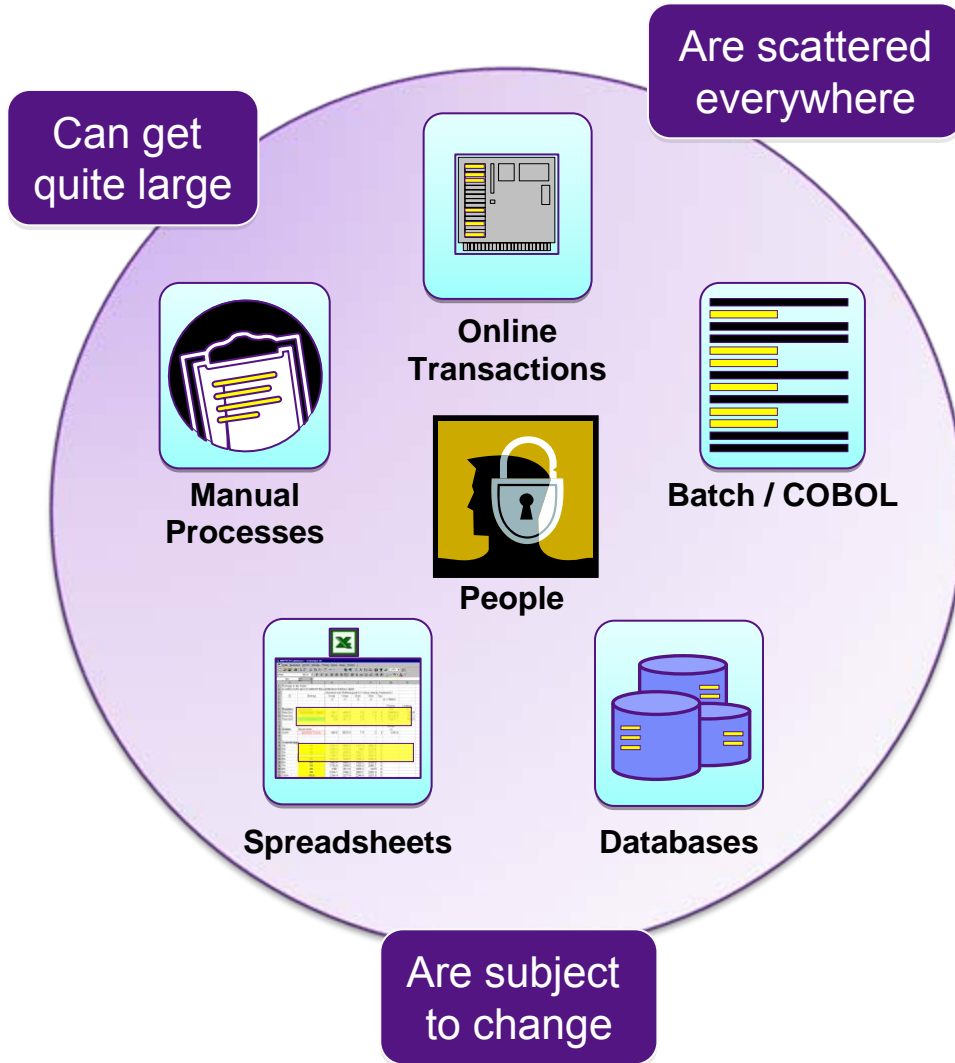 Are scattered
everywhere
Can get
quite large
Online
Transactions
Manual
Processes
Batch / COBOL
People
Spreadsheets
Databases
Are subject
to change